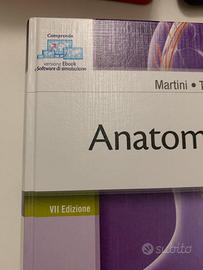 Comprende
versione Ebook
Software di simulazione
Martini • T
Anatom
VII Edizione
subito